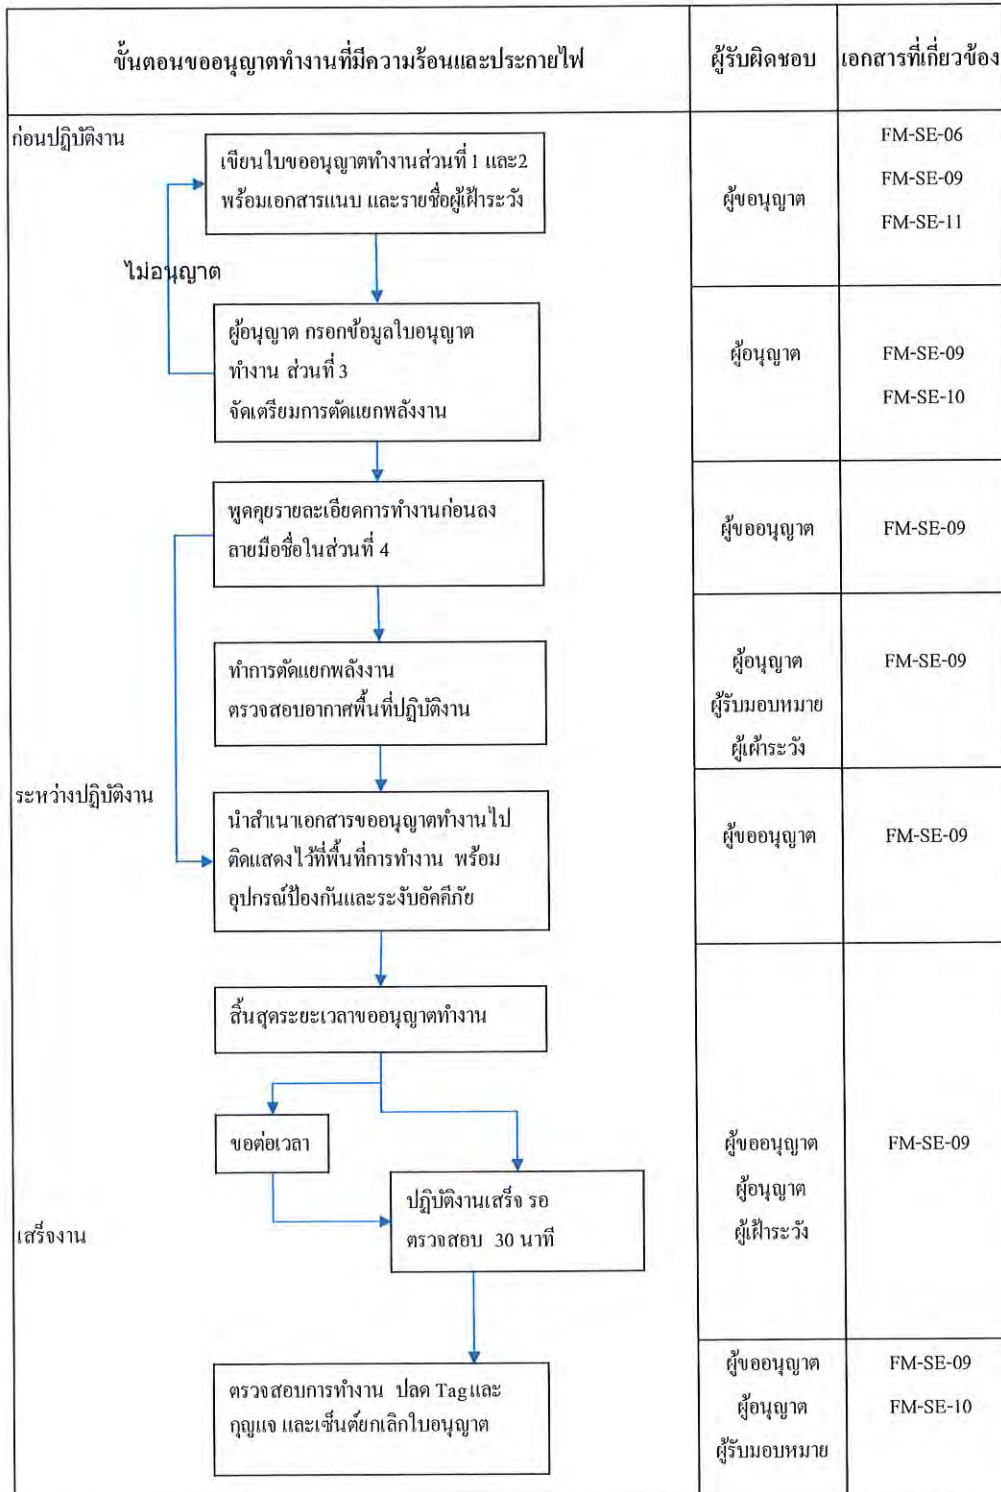 ขั้นตอนขออนุญาตทำงานที่มีความร้อนและประกายไฟ
ผู้รับผิดชอบ
เอกสารที่เกี่ยวข้อง
ก่อนปฏิบัติงาน
เขียนใบขออนุญาตทำงานส่วนที่ 1 และ2
พร้อมเอกสารแนบ และรายชื่อผู้เฝ้าระวัง
ผู้ขอนุญาต
FM-SE-06
FM-SE-09
FM-SE-11
ไม่อนุญาต
ผู้อนุญาต กรอกข้อมูลใบอนุญาต
ทำงาน ส่วนที่ 3
จัดเตรียมการตัดแยกพลังงาน
ผู้อนุญาต
FM-SE-09
FM-SE-10
พูดคุยรายละเอียดการทำงานก่อนลง
ลายมือชื่อในส่วนที่ 4
ผู้ขออนุญาต
FM-SE-09
ทำการตัดแยกพลังงาน
ตรวจสอบอากาศพื้นที่ปฏิบัติงาน
ผู้อนุญาต
ผู้รับมอบหมาย
ผู้เฝ้าระวัง
FM-SE-09
ระหว่างปฏิบัติงาน
นำสำเนาเอกสารขออนุญาตทำงานไป
ติดแสดงไว้ที่พื้นที่การทำงาน พร้อม
อุปกรณ์ป้องกันและระงับอัคคีภัย
ผู้ขออนุญาต
FM-SE-09
สิ้นสุดระยะเวลาขออนุญาตทำงาน
ขอต่อเวลา
ปฏิบัติงานเสร็จ รอ
ตรวจสอบ 30 นาที
ผู้ขออนุญาต
ผู้อนุญาต
ผู้เฝ้าระวัง
FM-SE-09
เสร็จงาน
ตรวจสอบการทำงาน ปลด Tagและ
กุญแจ และเซ็นต์ยกเลิกใบอนุญาต
ผู้ขออนุญาต
ผู้อนุญาต
ผู้รับมอบหมาย
FM-SE-09
FM-SE-10